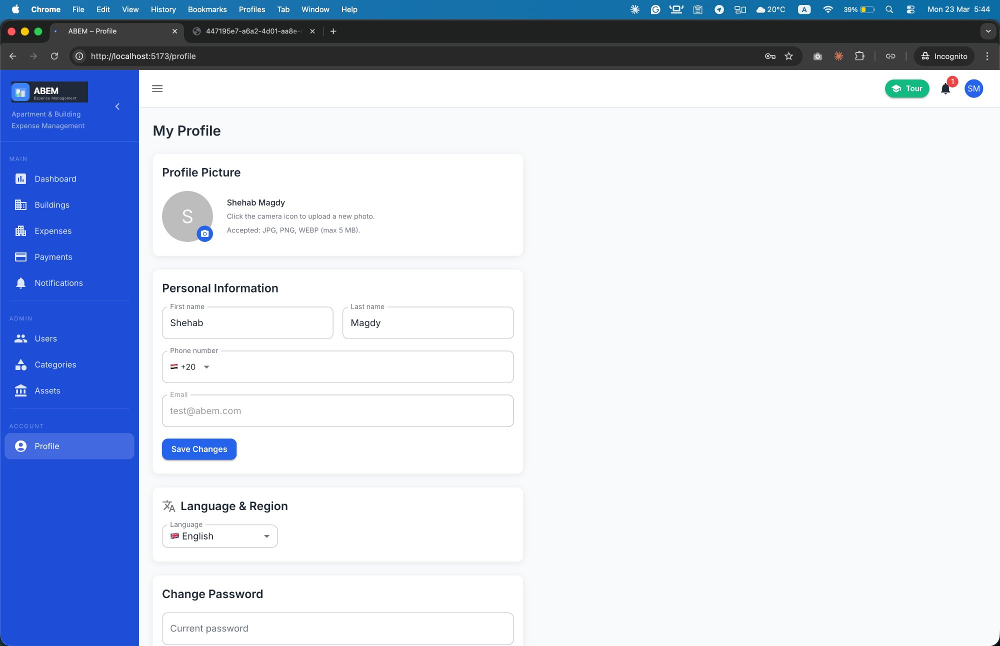 Chrome File Edit View History Bookmarks Profiles Tab Window Help
A 20°C 39% Mon 23 Mar 5:44
ABEM – Profile
447195e7-a6a2-4d01-aa8e-
http://localhost:5173/profile
Incognito
ABEM
Expense Management
Apartment & Building
Expense Management
MAIN
Dashboard
Buildings
Expenses
Payments
Notifications
ADMIN
Users
Categories
Assets
ACCOUNT
Profile
Tour
1
SM
My Profile
Profile Picture
S
Shehab Magdy
Click the camera icon to upload a new photo.
Accepted: JPG, PNG, WEBP (max 5 MB).
Personal Information
First name
Shehab
Last name
Magdy
Phone number
+20
Email
test@abem.com
Save Changes
Language & Region
Language
English
Change Password
Current password